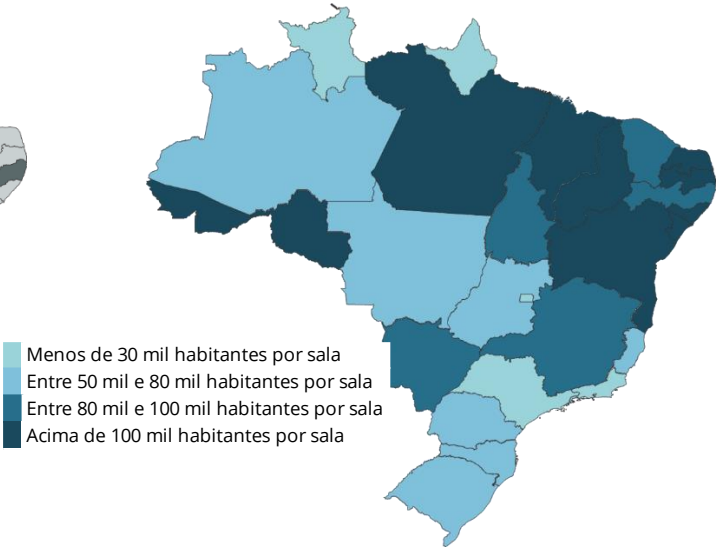 Menos de 30 mil habitantes por sala
Entre 50 mil e 80 mil habitantes por sala
Entre 80 mil e 100 mil habitantes por sala
Acima de 100 mil habitantes por sala